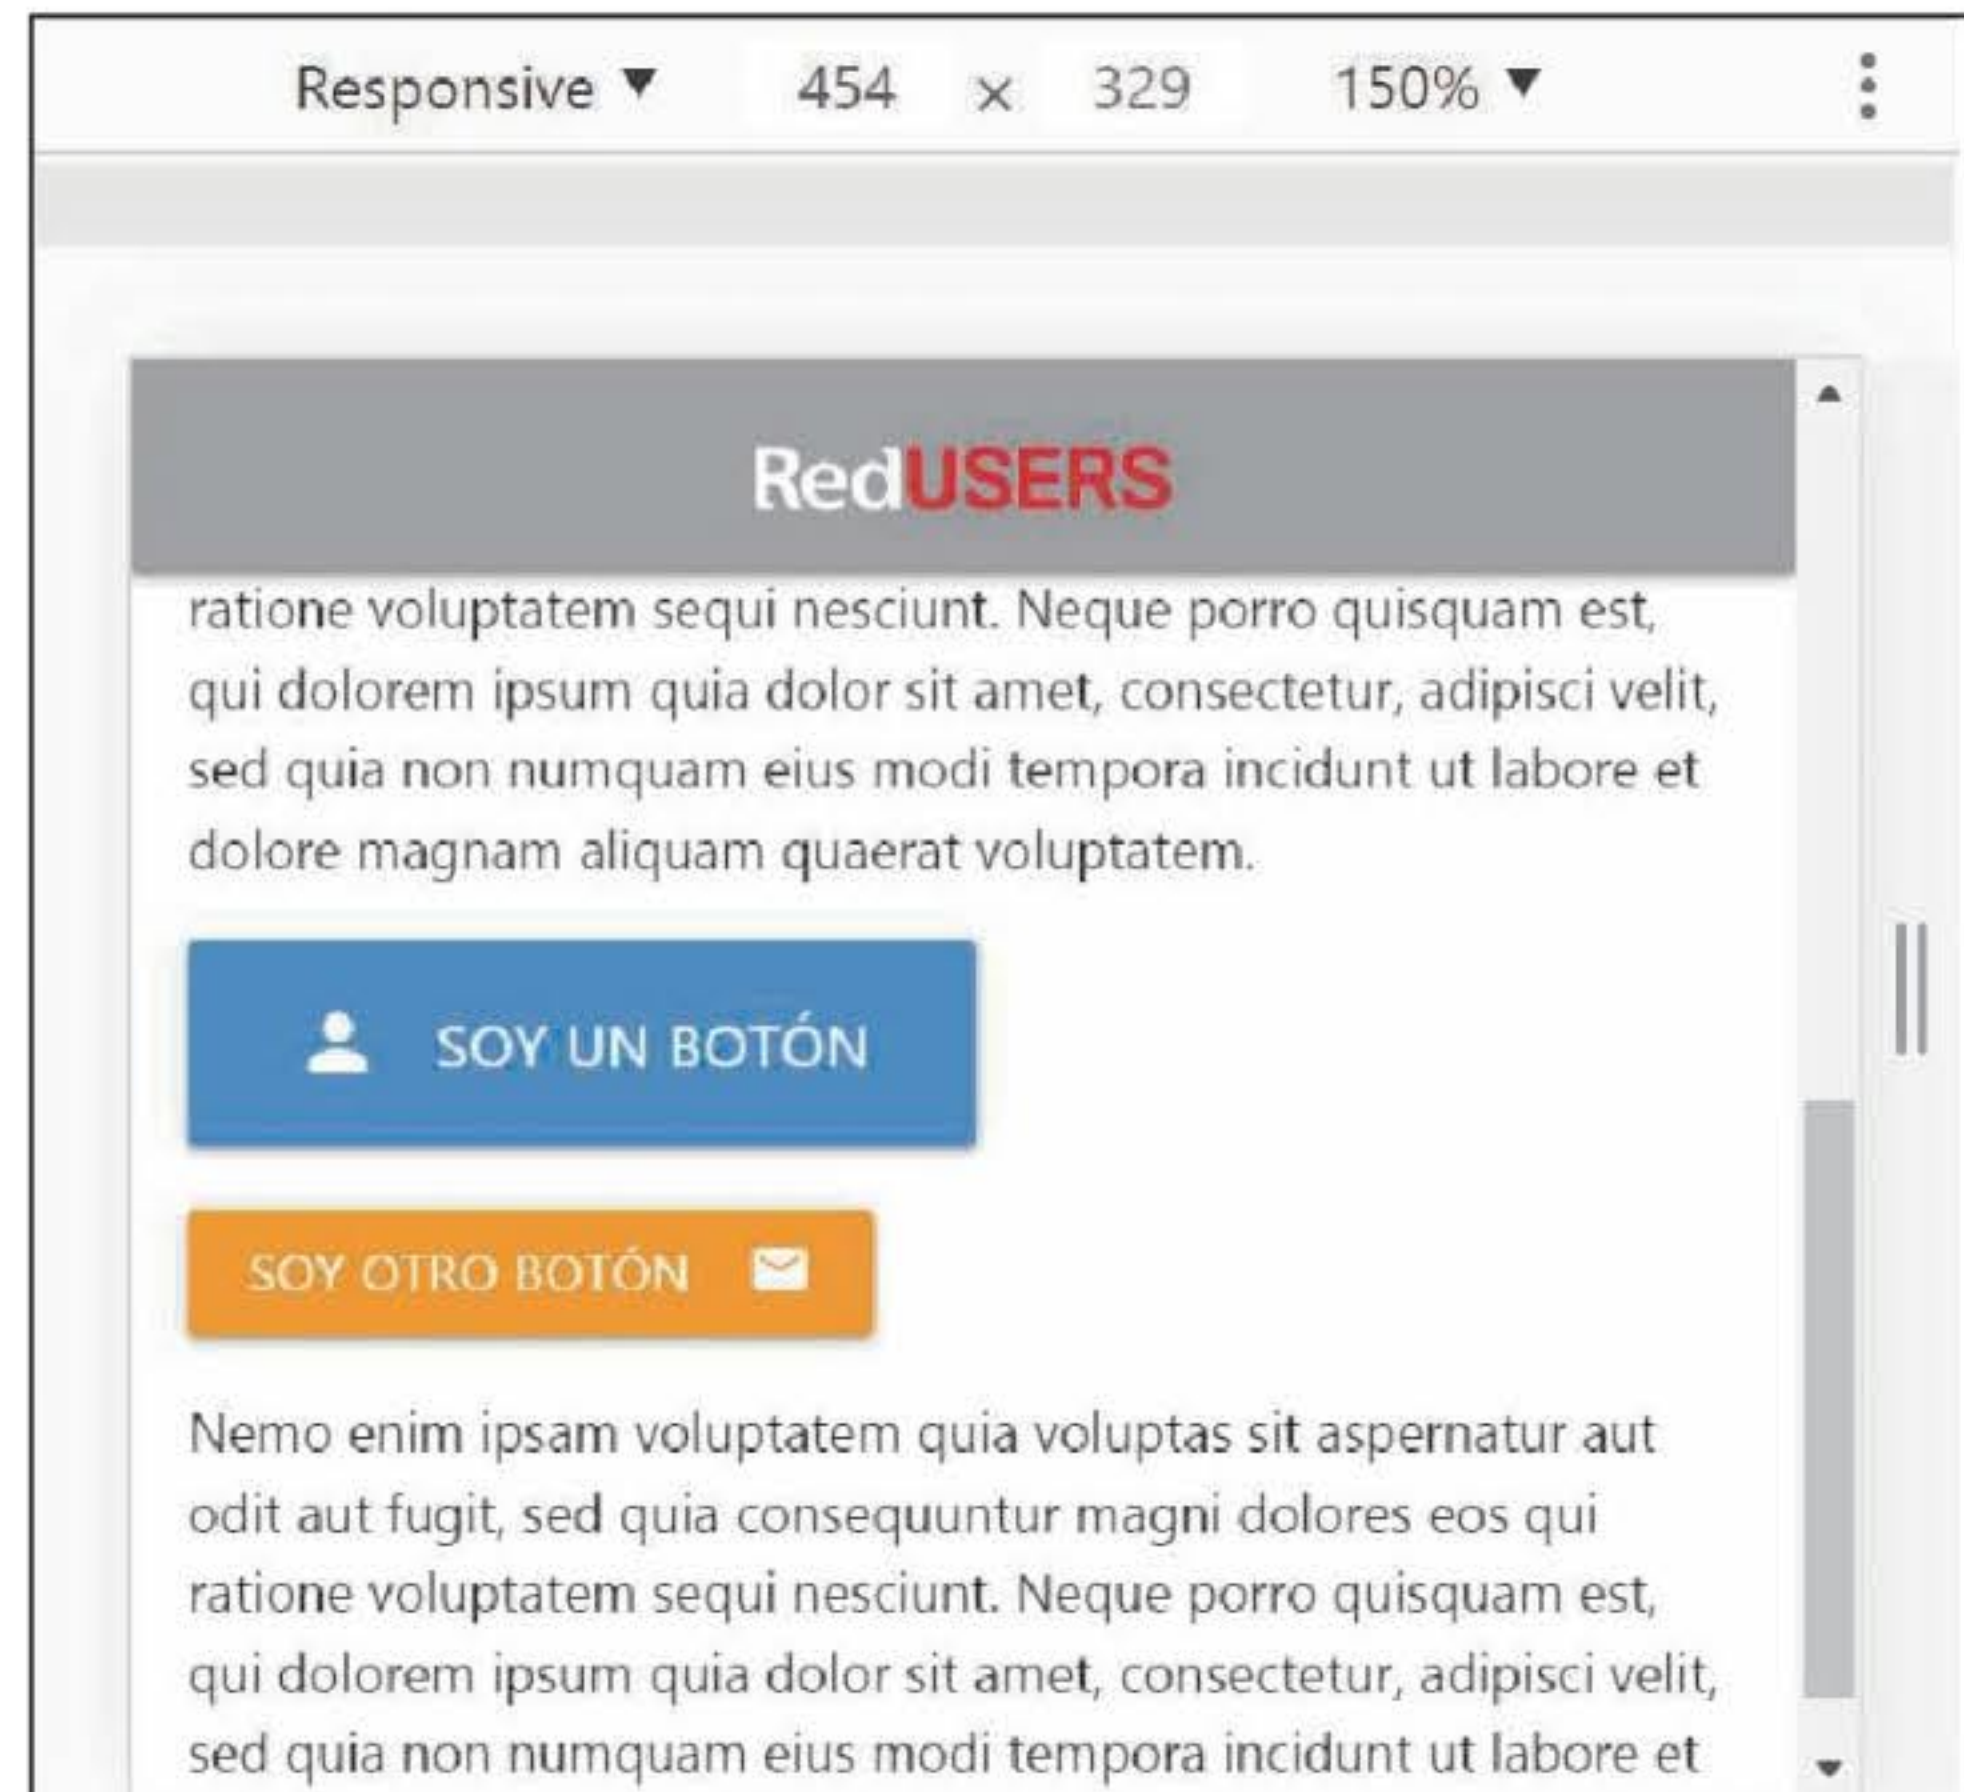 Responsive ▼ 454 × 329 150% ▼
RedUSERS
ratione voluptatem sequi nesciunt. Neque porro quisquam est,
qui dolorem ipsum quia dolor sit amet, consectetur, adipisci velit,
sed quia non numquam eius modi tempora incidunt ut labore et
dolore magnam aliquam quaerat voluptatem.
SOY UN BOTÓN
SOY OTRO BOTÓN
Nemo enim ipsam voluptatem quia voluptas sit aspernatur aut
odit aut fugit, sed quia consequuntur magni dolores eos qui
ratione voluptatem sequi nesciunt. Neque porro quisquam est,
qui dolorem ipsum quia dolor sit amet, consectetur, adipisci velit,
sed quia non numquam eius modi tempora incidunt ut labore et